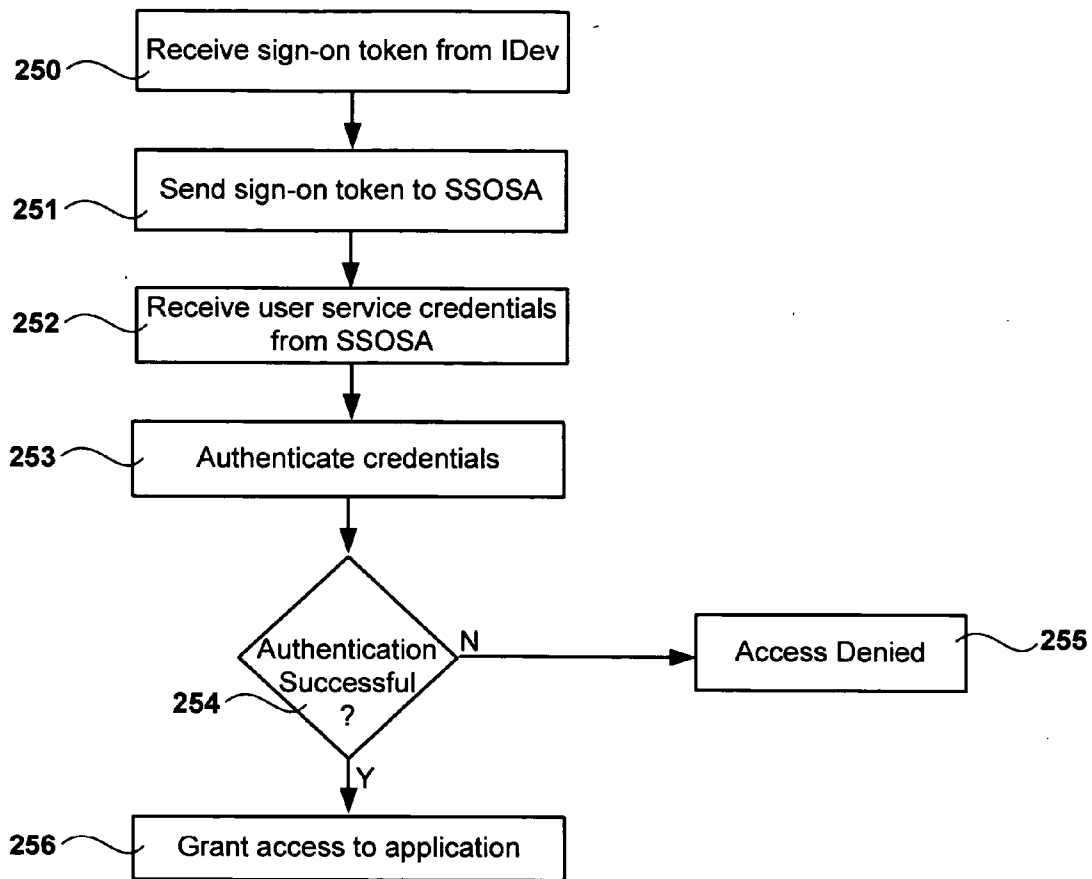 Receive sign-on token from IDev
250
Send sign-on token to SSOSA
251
Receive user service credentials
from SSOSA
252
Authenticate credentials
253
Authentication
Successful
?
254
N
Access Denied
255
Y
Grant access to application
256